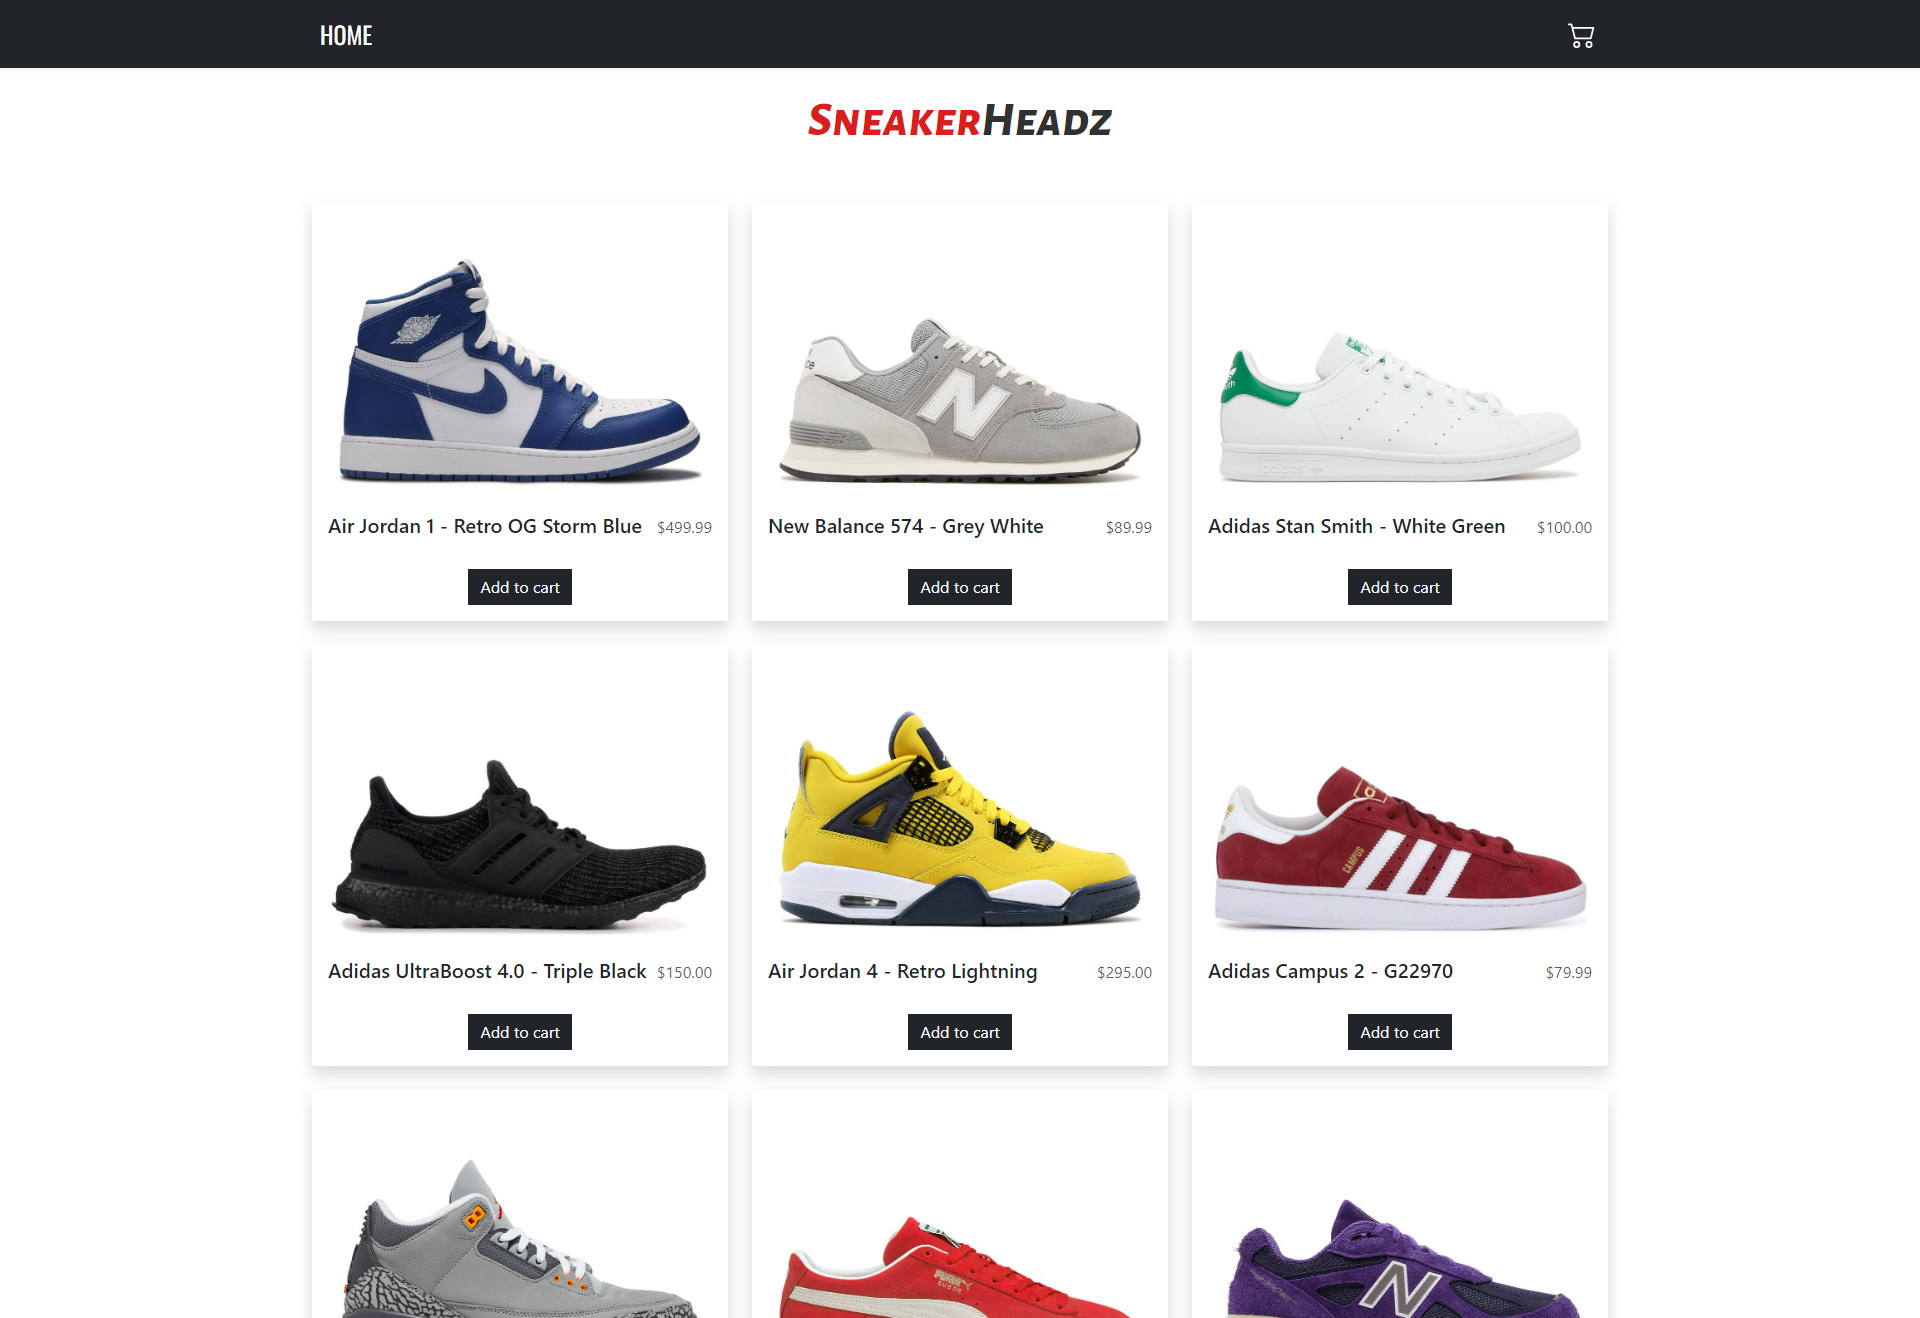 HOME
SNEAKERHEADZ
Air Jordan 1 - Retro OG Storm Blue $499.99
New Balance 574 - Grey White $89.99
Adidas Stan Smith - White Green $100.00
Add to cart
Add to cart
Add to cart
Adidas UltraBoost 4.0 - Triple Black $150.00
Air Jordan 4 - Retro Lightning $295.00
CAMPUS
Adidas Campus 2 - G22970 $79.99
Add to cart
Add to cart
Add to cart
PUMA
SUEDE
N